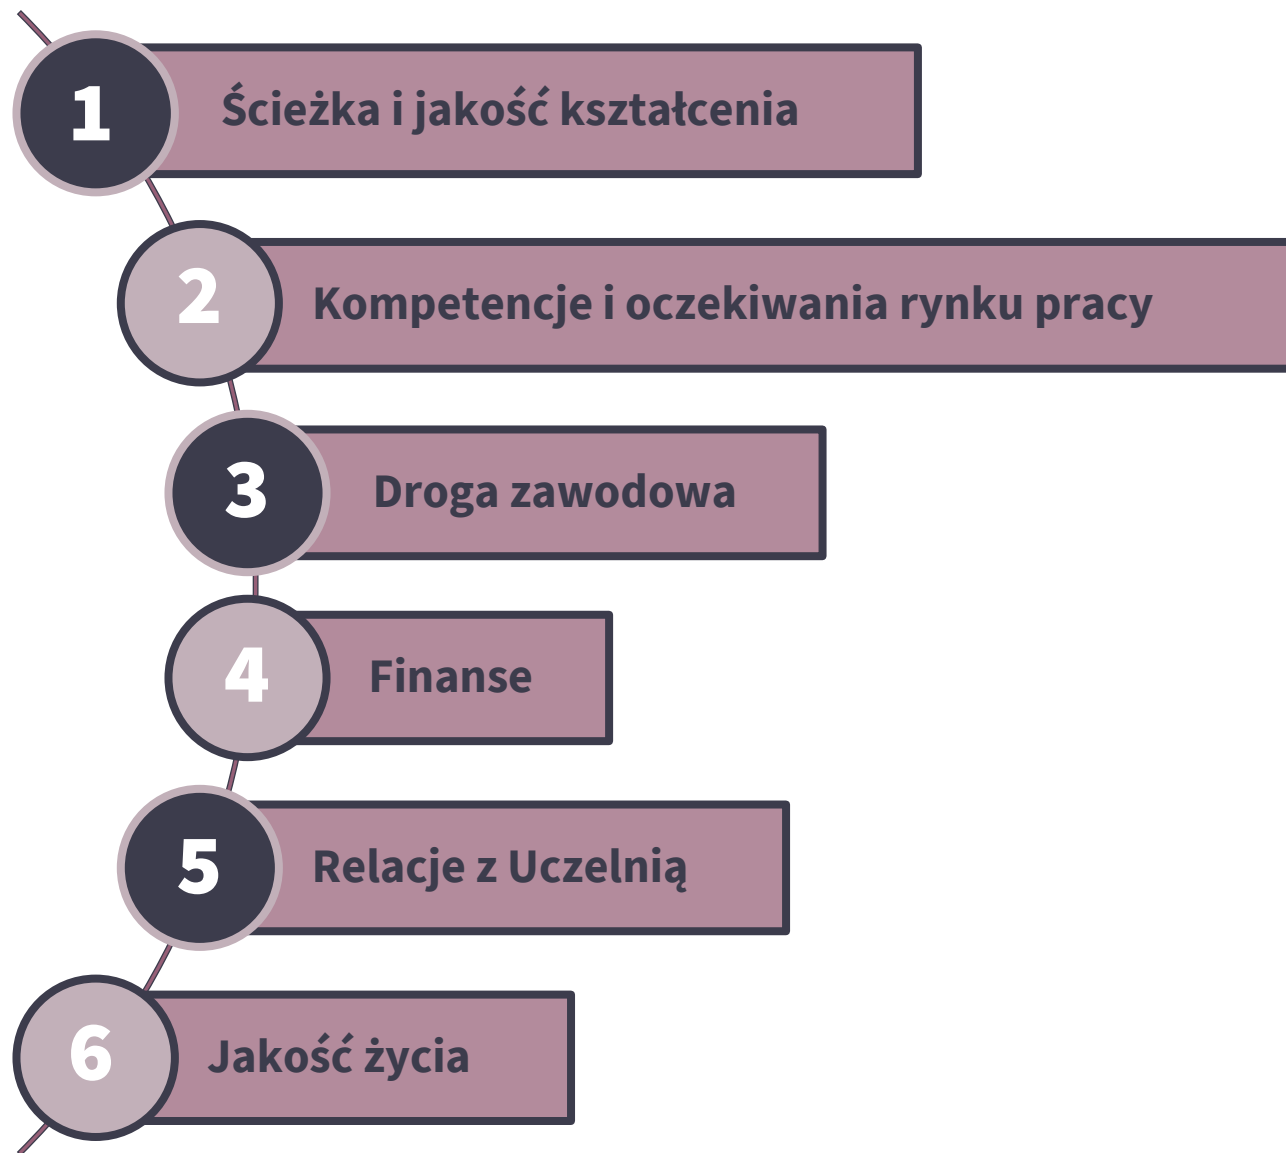 1 Ścieżka i jakość kształcenia
2 Kompetencje i oczekiwania rynku pracy
3 Droga zawodowa
4 Finanse
5 Relacje z Uczelnią
6 Jakość życia